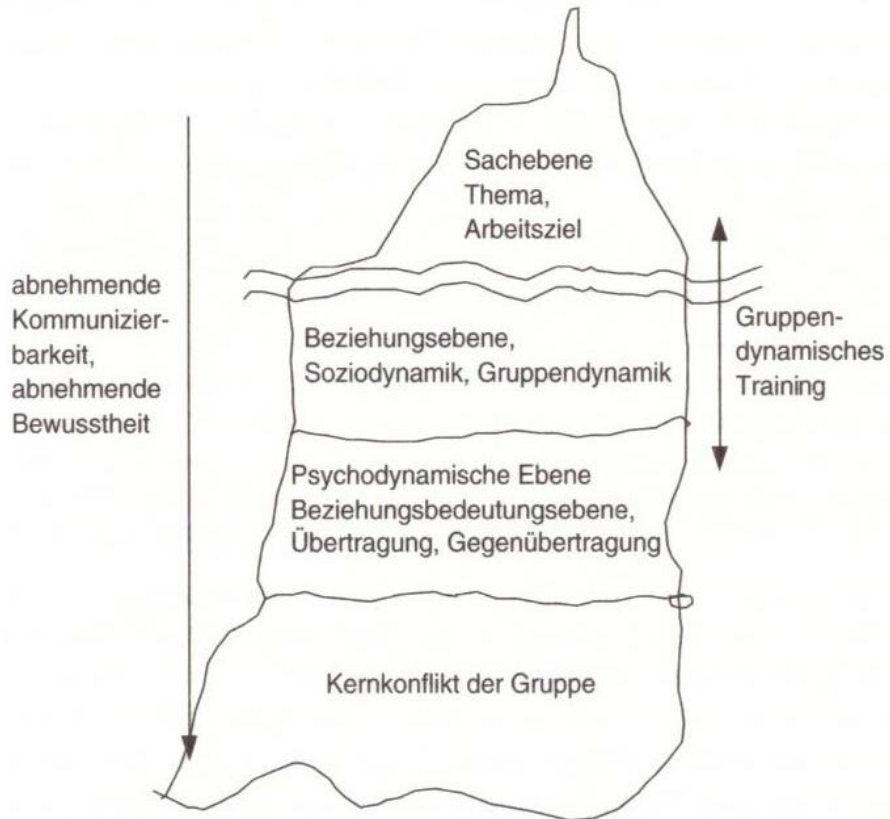 Sachebene
Thema,
Arbeitsziel
abnehmende
Kommunizier-
barkeit,
abnehmende
Bewusstheit
Beziehungsebene,
Soziodynamik, Gruppendynamik
Gruppen-
dynamisches
Training
Psychodynamische Ebene
Beziehungsbedeutungsebene,
Übertragung, Gegenübertragung
Kernkonflikt der Gruppe